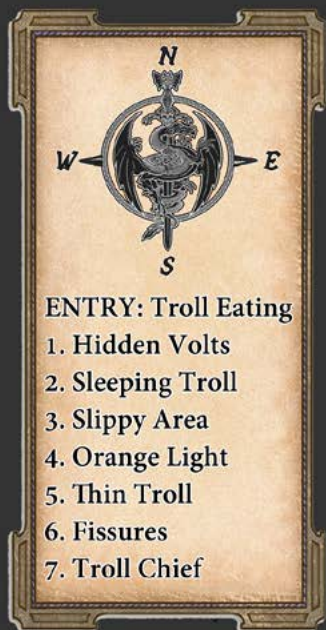 N
W E
S
ENTRY: Troll Eating
1. Hidden Volts
2. Sleeping Troll
3. Slippy Area
4. Orange Light
5. Thin Troll
6. Fissures
7. Troll Chief